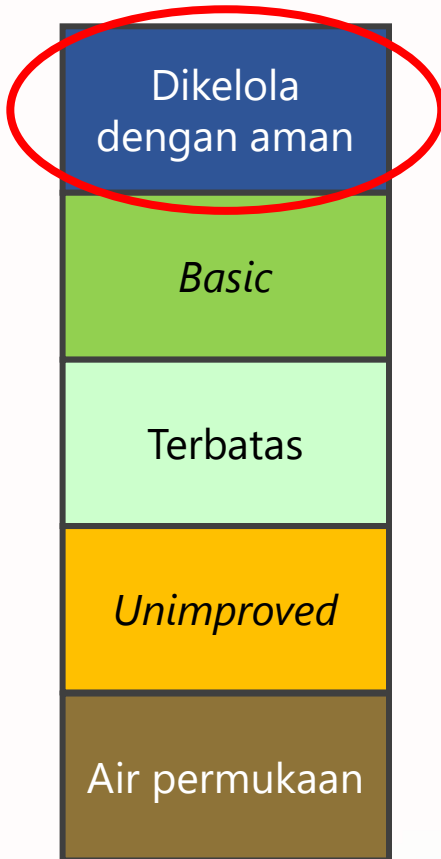 Dikelola
dengan aman
Basic
Terbatas
Unimproved
Air permukaan